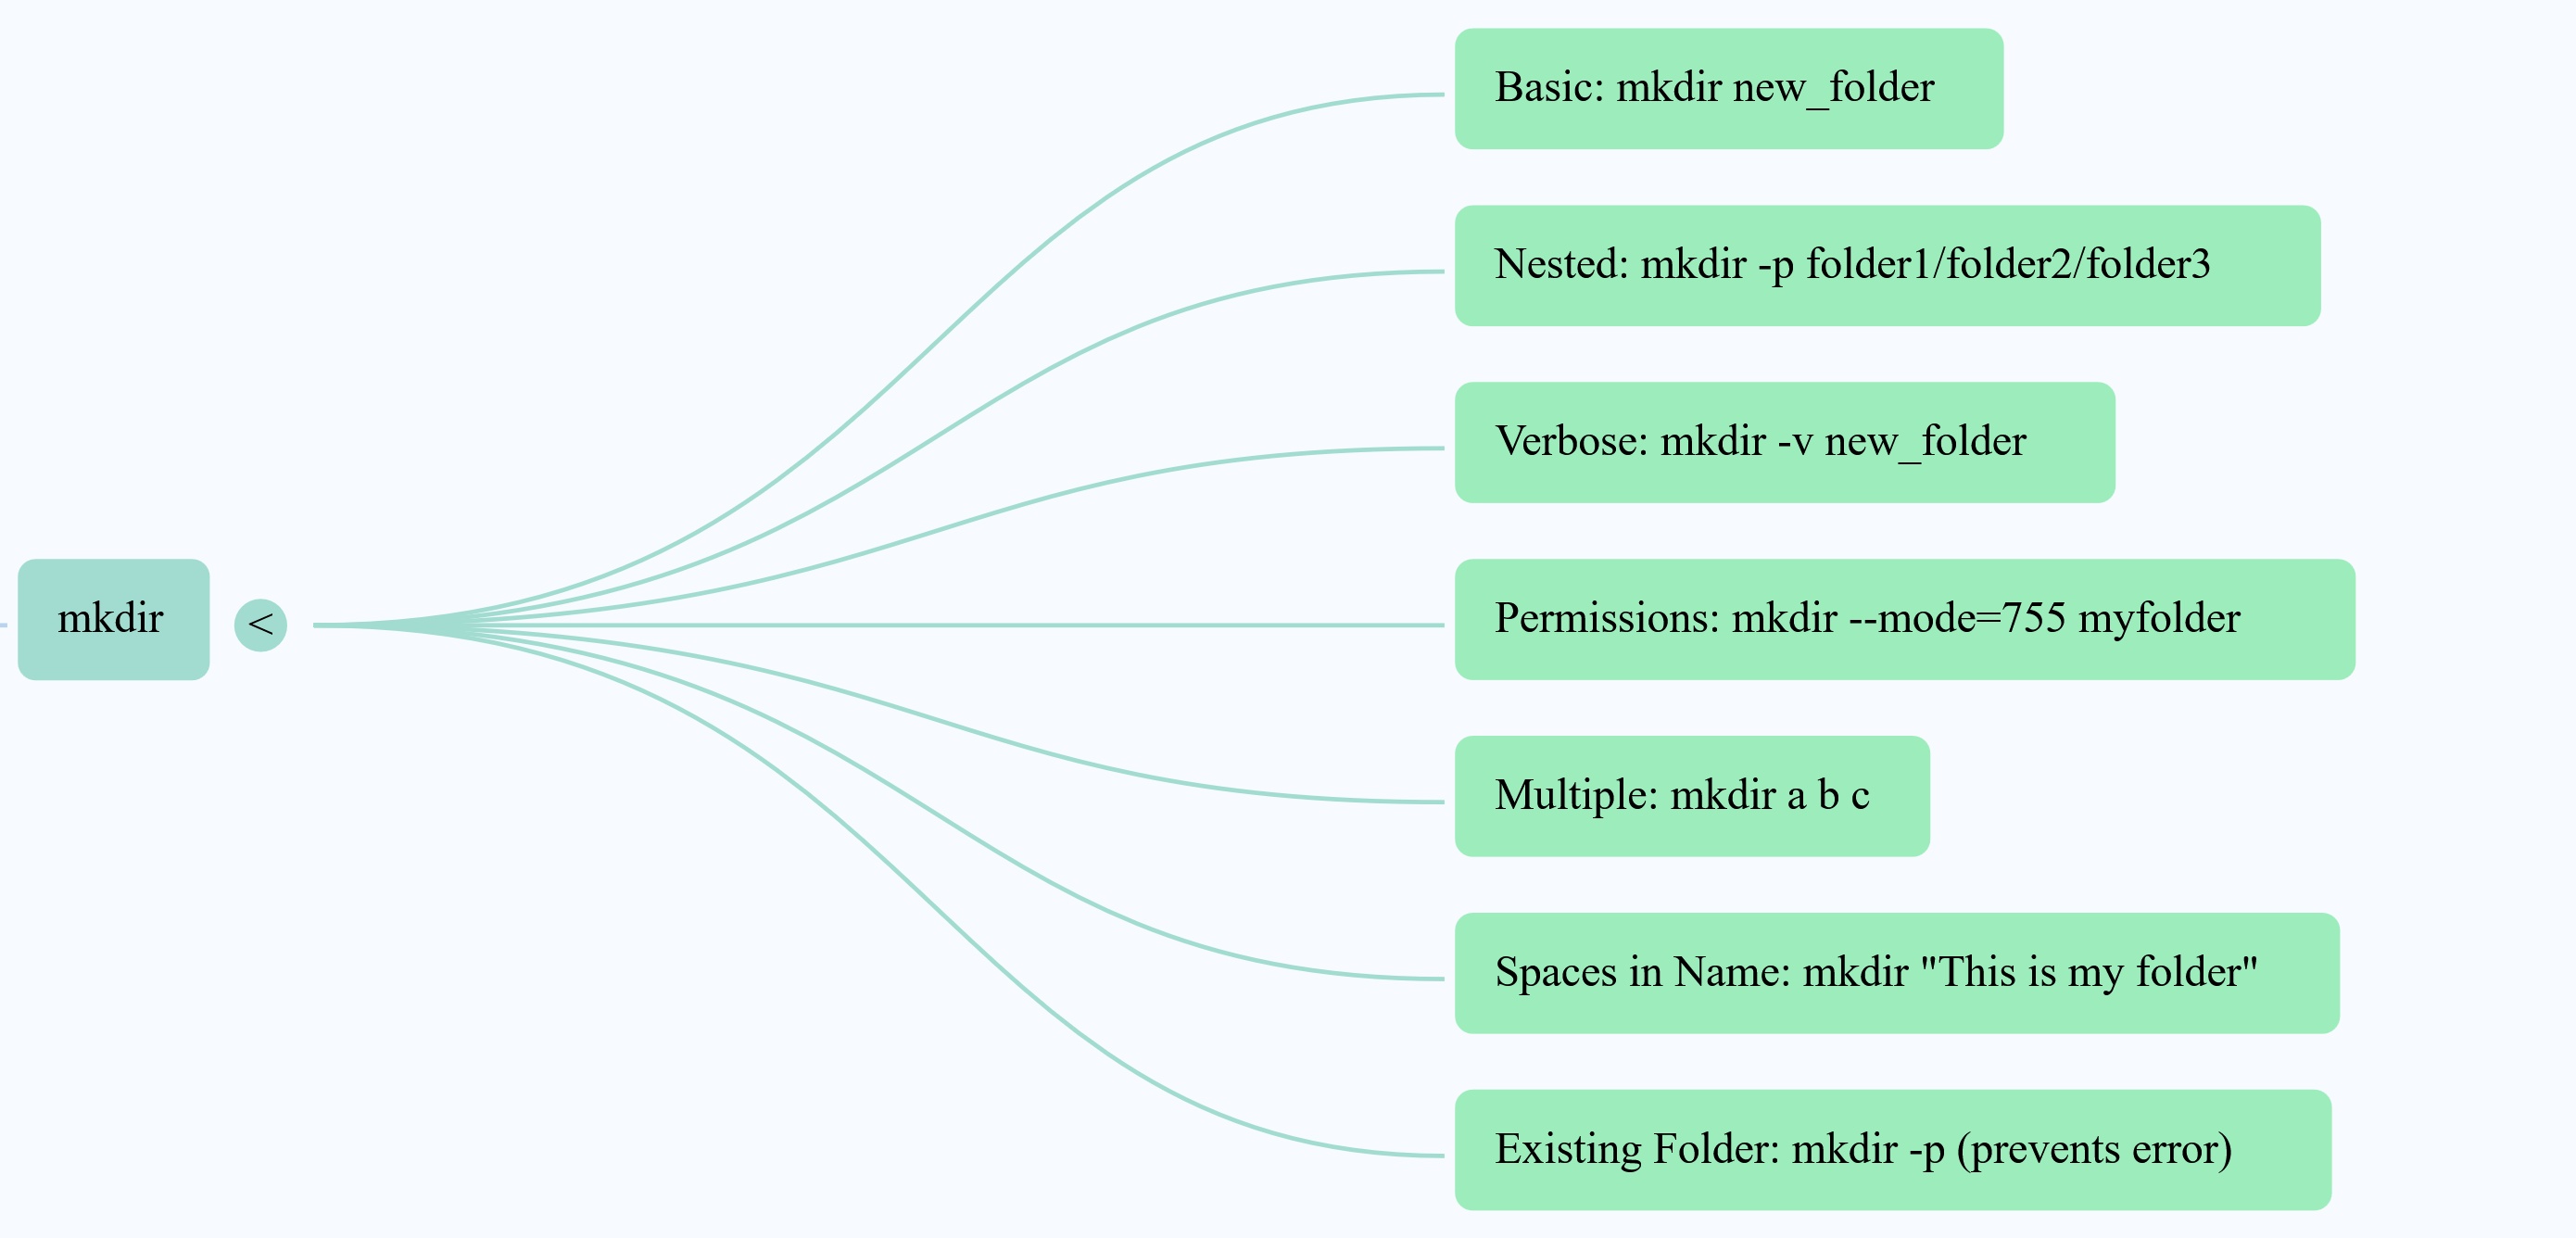 mkdir
<
Basic: mkdir new_folder
Nested: mkdir -p folder1/folder2/folder3
Verbose: mkdir -v new_folder
Permissions: mkdir --mode=755 myfolder
Multiple: mkdir a b c
Spaces in Name: mkdir "This is my folder"
Existing Folder: mkdir -p (prevents error)